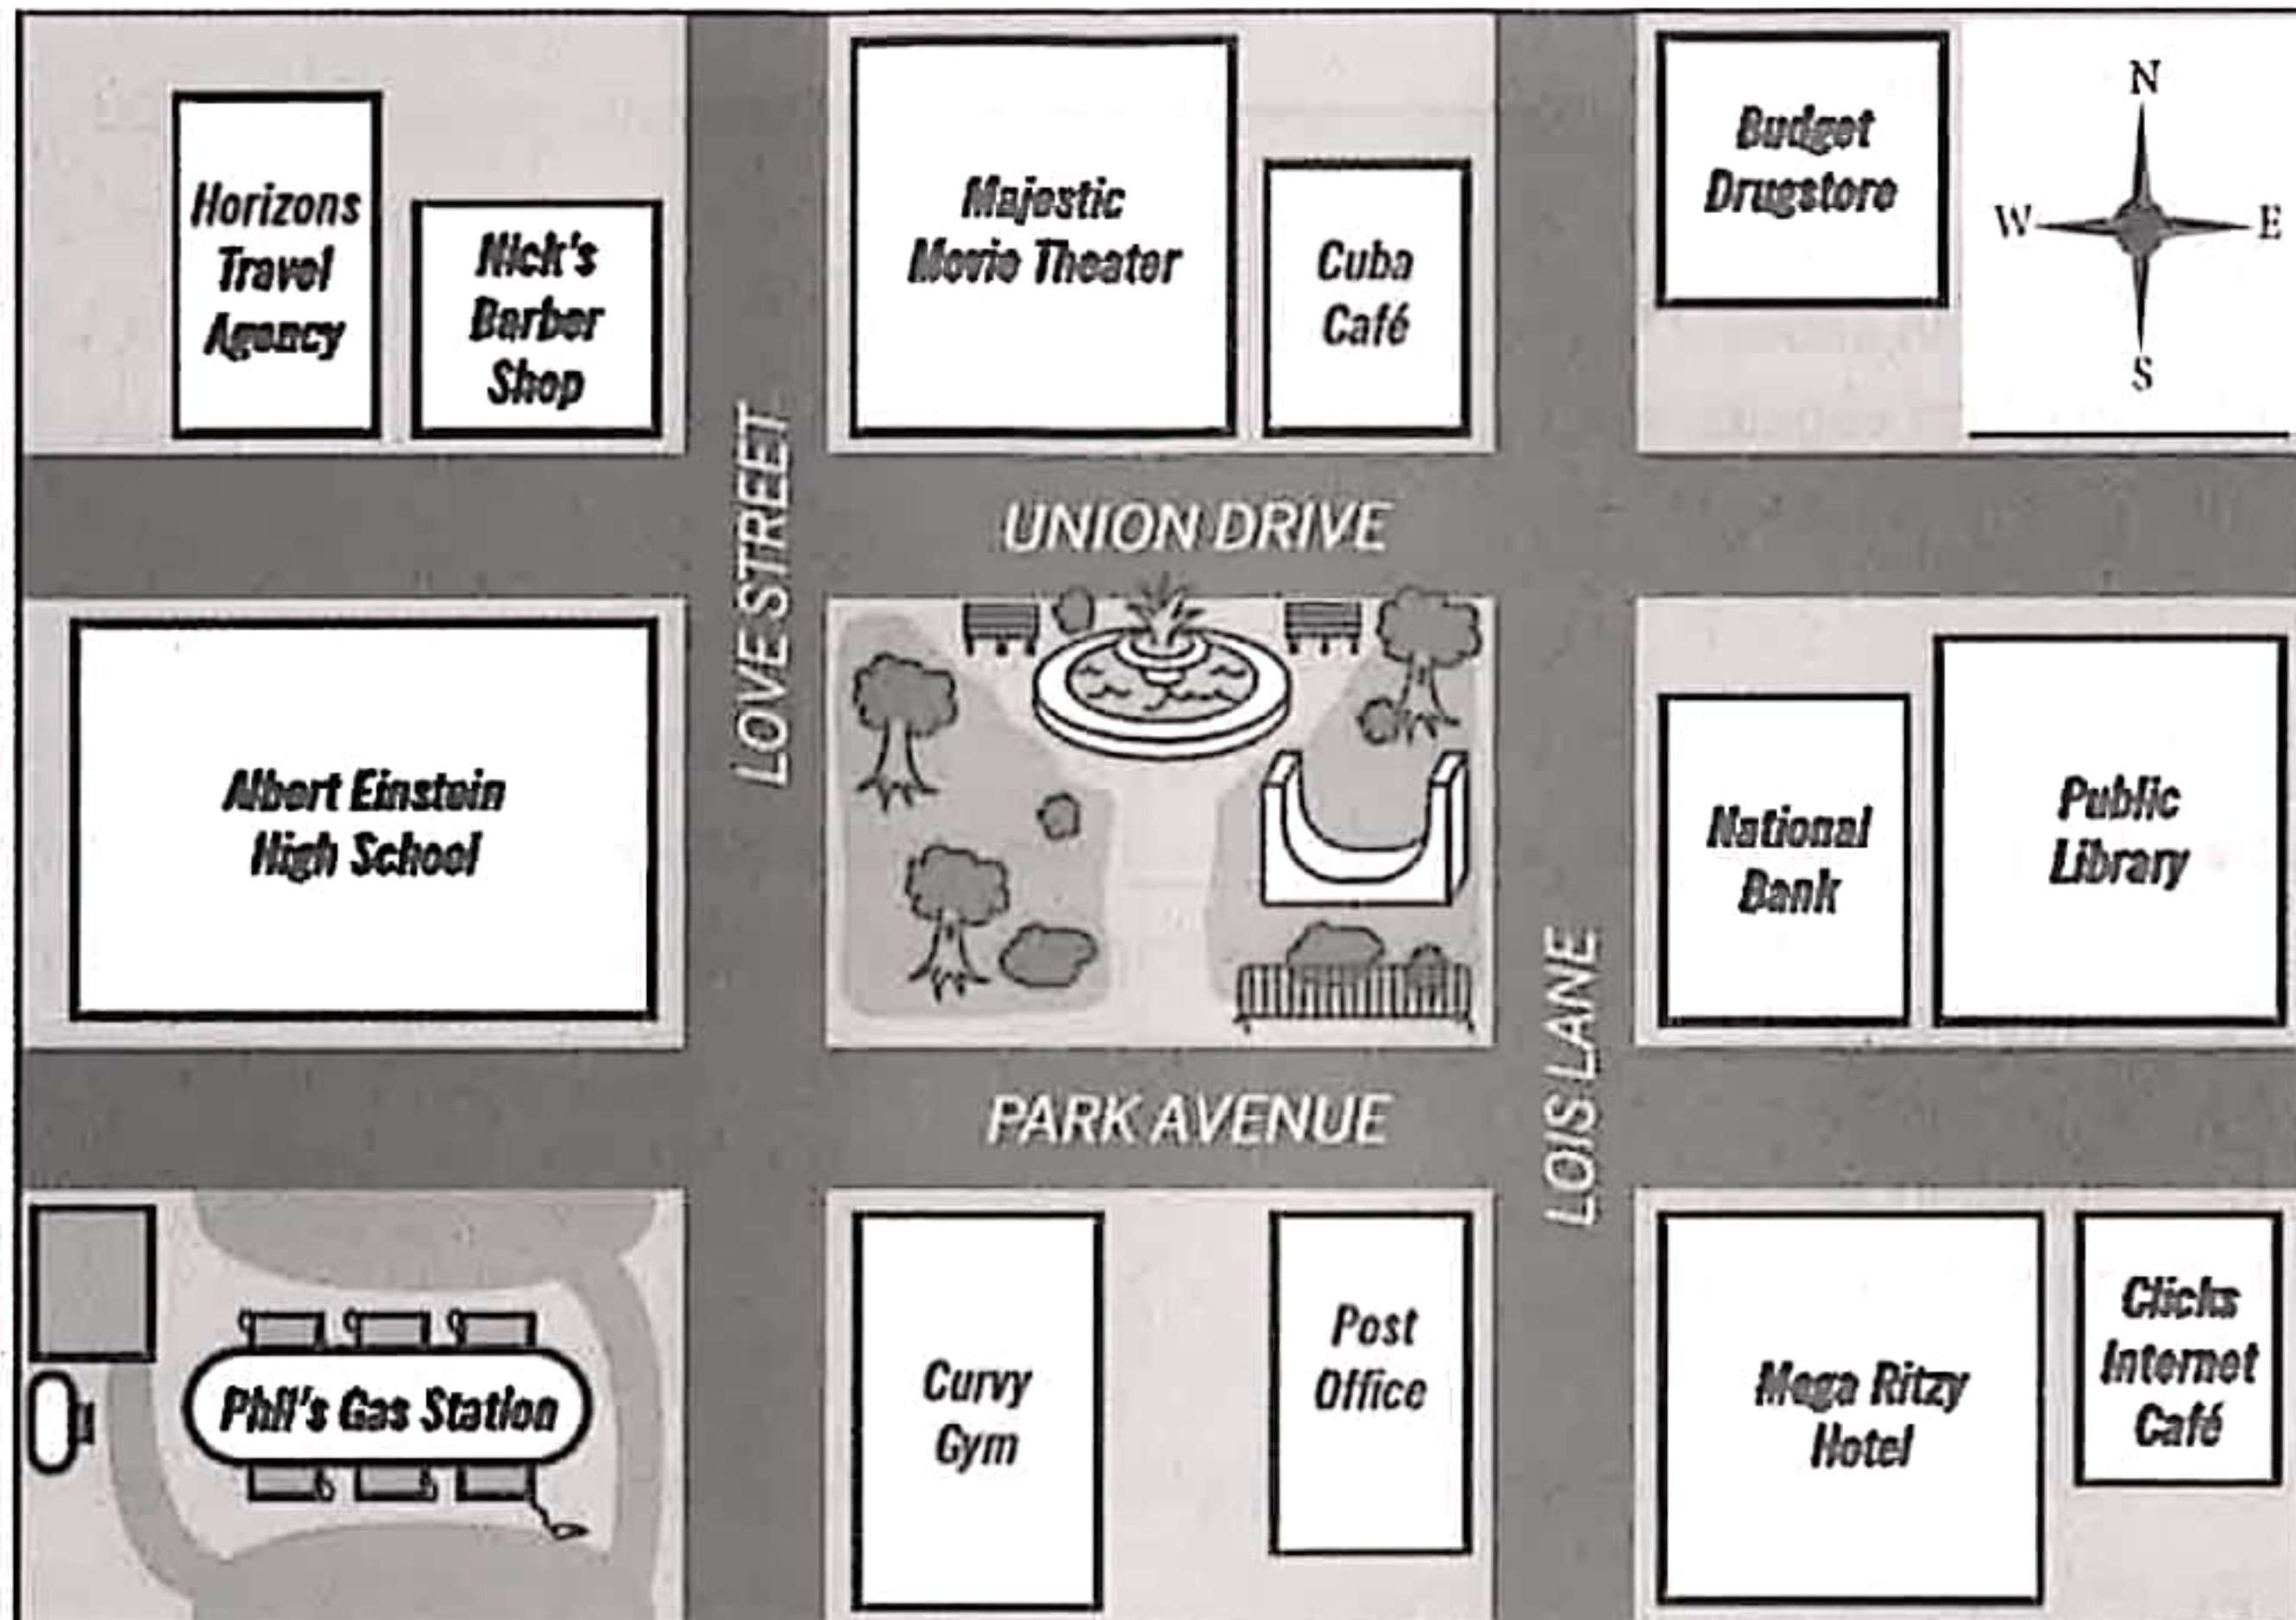 Horizons
Travel
Agency
Nick's
Barber
Shop
Majestic
Movie Theater
Cuba
Café
Budget
Drugstore
N
W
E
S
UNION DRIVE
LOVE STREET
Albert Einstein
High School
National
Bank
Public
Library
PARK AVENUE
LOIS LANE
Phil's Gas Station
Curvy
Gym
Post
Office
Mega Ritzy
Hotel
Clicks
Internet
Café